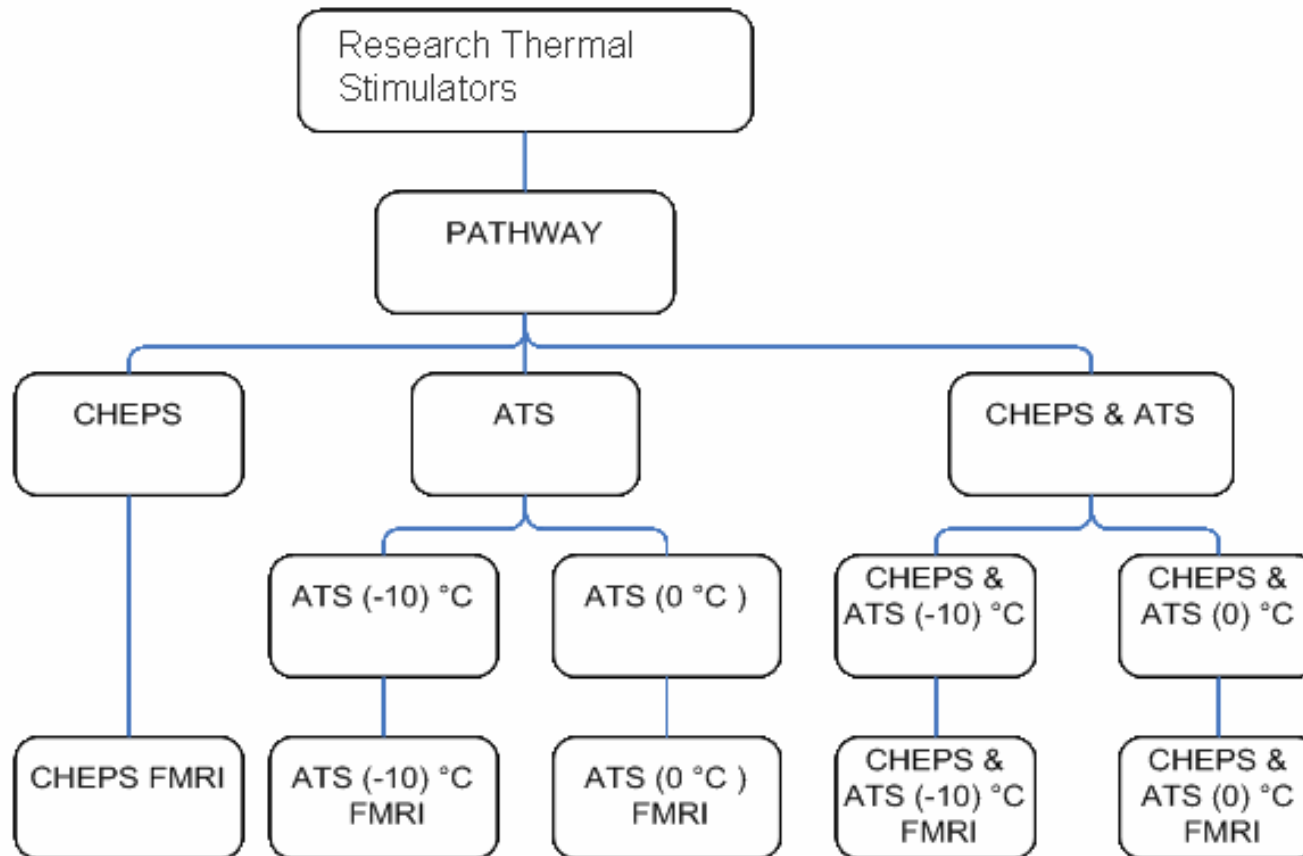 Research Thermal
Stimulators
PATHWAY
CHEPS
ATS
CHEPS & ATS
ATS (-10) °C
ATS (0 °C )
CHEPS &
ATS (-10) °C
CHEPS &
ATS (0) °C
CHEPS FMRI
ATS (-10) °C
FMRI
ATS (0 °C )
FMRI
CHEPS &
ATS (-10) °C
FMRI
CHEPS &
ATS (0) °C
FMRI